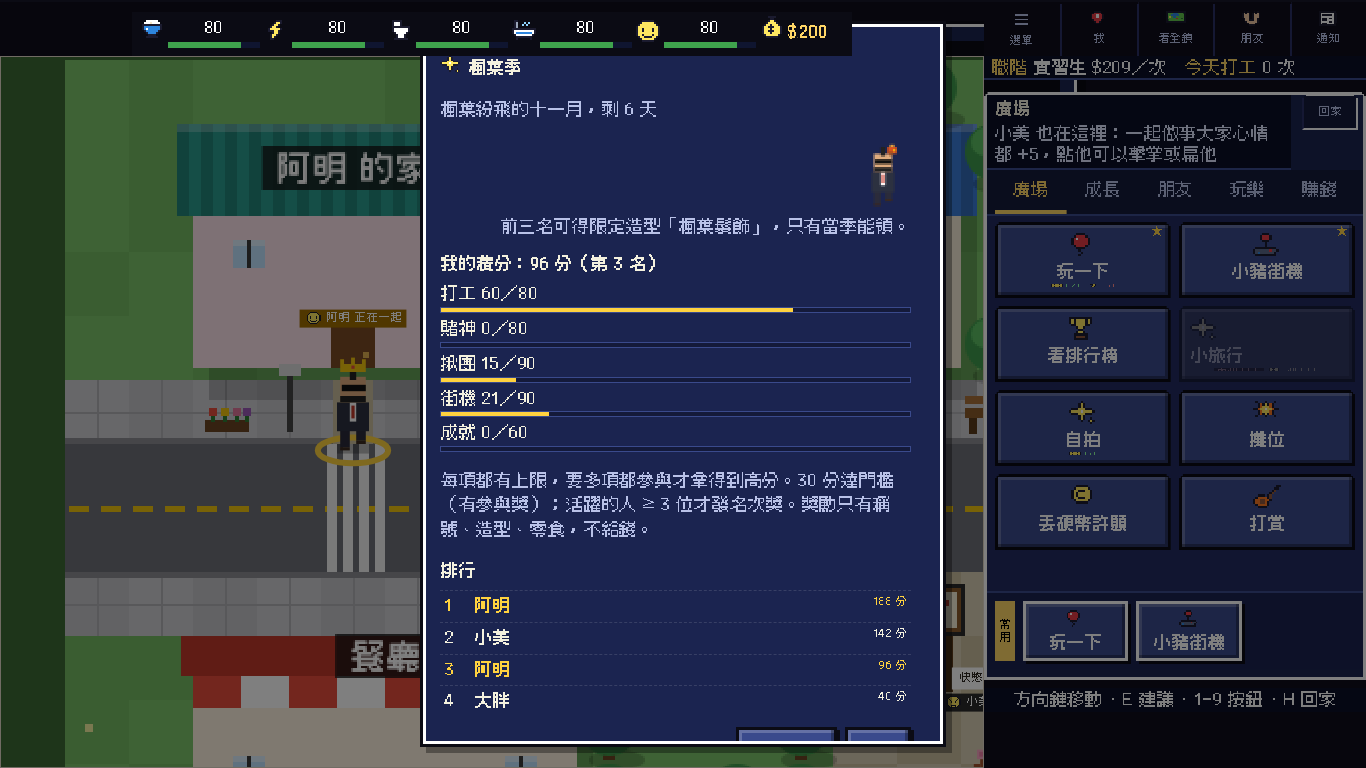 80 80 80 80 80 $200
選單 我 看全鎮 朋友 通知
職階 實習生 $209／次 今天打工 0 次
楓葉季
楓葉紛飛的十一月，剩 6 天
前三名可得限定造型「楓葉髮飾」，只有當季能領。
我的積分：96 分（第 3 名）
打工 60／80
賭神 0／80
抓團 15／90
街機 21／90
成就 0／60
每項都有上限，要多項都參與才拿得到高分。30 分達門檻
（有參與獎）；活躍的人 ≥ 3 位才發名次獎。獎勵只有稱
號、造型、零食，不給錢。
排行
1 阿明 188 分
2 小美 142 分
3 阿明 96 分
4 大胖 40 分
阿明 的家
阿明 正在一起
餐廳
小美
廣場
回家
小美 也在這裡：一起做事大家心情
都 +5，點他可以擊掌或扁他
廣場 成長 朋友 玩樂 賺錢
玩一下
小豬街機
看排行榜
小旅行
自拍
攤位
丟硬幣許願
打賞
常用
玩一下
小豬街機
方向鍵移動 · E 建議 · 1-9 按鈕 · H 回家